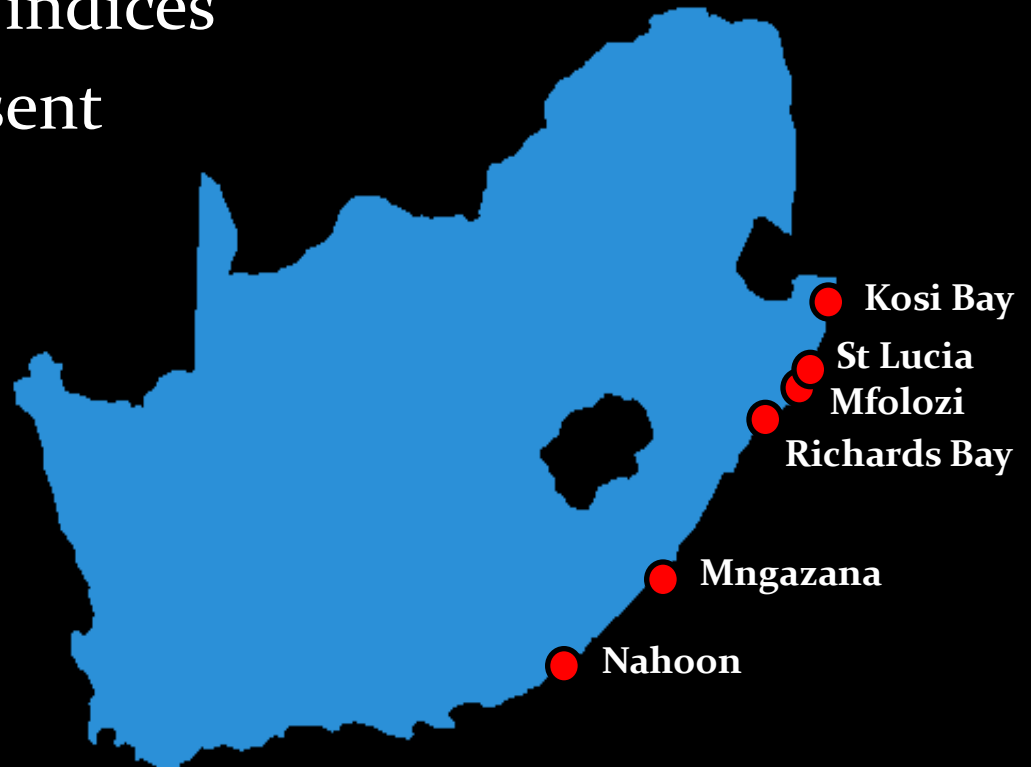 indices
sent
Kosi Bay
St Lucia
Mfolozi
Richards Bay
Mngazana
Nahoon